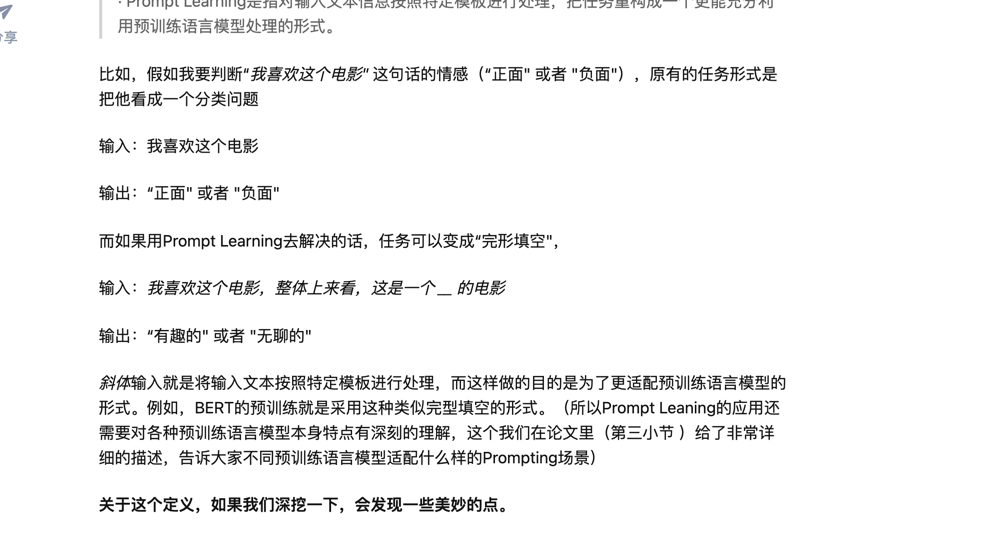 分享
· Prompt Learning是指对输入文本信息按照特定模板进行处理，把任务重构成一个更能充分利
用预训练语言模型处理的形式。
比如，假如我要判断“我喜欢这个电影" 这句话的情感（“正面" 或者 "负面"），原有的任务形式是
把他看成一个分类问题
输入：我喜欢这个电影
输出：“正面" 或者 "负面"
而如果用Prompt Learning去解决的话，任务可以变成“完形填空"，
输入：我喜欢这个电影，整体上来看，这是一个 __ 的电影
输出：“有趣的" 或者 "无聊的"
斜体输入就是将输入文本按照特定模板进行处理，而这样做的目的是为了更适配预训练语言模型的
形式。例如，BERT的预训练就是采用这种类似完型填空的形式。（所以Prompt Leaning的应用还
需要对各种预训练语言模型本身特点有深刻的理解，这个我们在论文里（第三小节 ）给了非常详
细的描述，告诉大家不同预训练语言模型适配什么样的Prompting场景）
关于这个定义，如果我们深挖一下，会发现一些美妙的点。